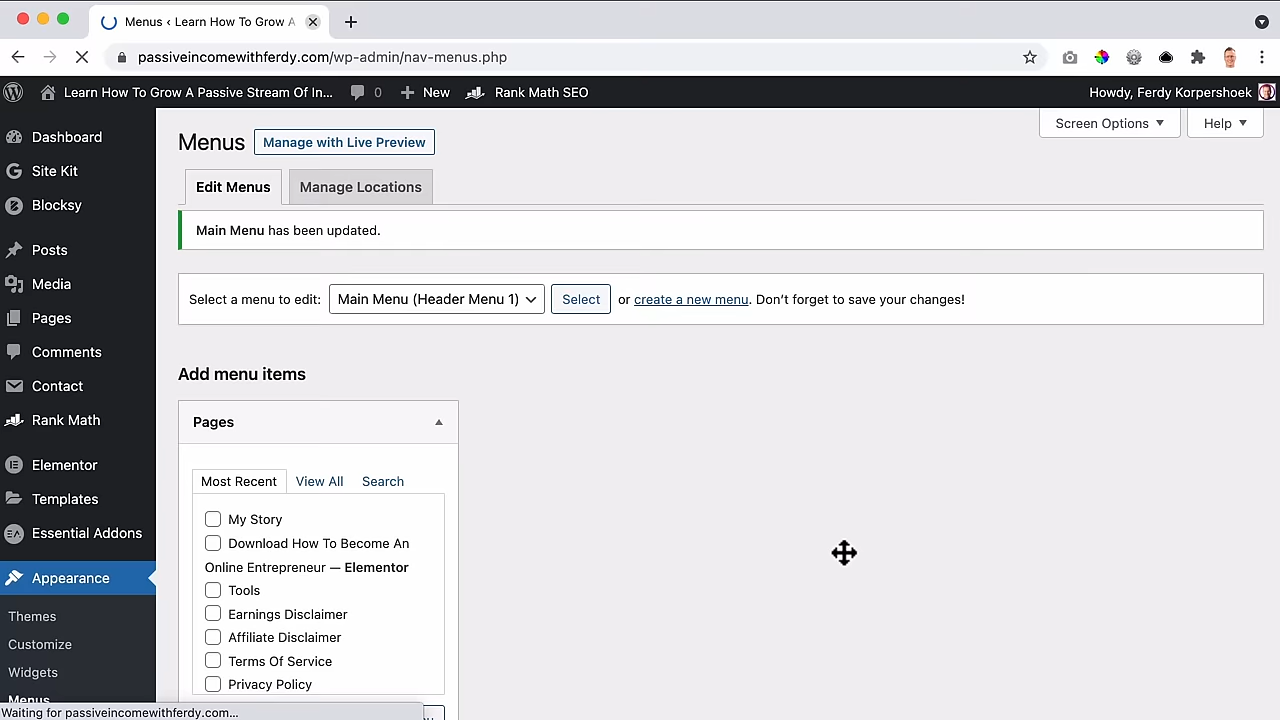 Menus ‹ Learn How To Grow A
passiveincomewithferdy.com/wp-admin/nav-menus.php
Learn How To Grow A Passive Stream Of In... 0 New Rank Math SEO Howdy, Ferdy Korpershoek
Screen Options Help
Dashboard
Site Kit
Blocksy
Posts
Media
Pages
Comments
Contact
Rank Math
Elementor
Templates
Essential Addons
Appearance
Themes
Customize
Widgets
Menus
Menus Manage with Live Preview
Edit Menus Manage Locations
Main Menu has been updated.
Select a menu to edit: Main Menu (Header Menu 1) Select or create a new menu. Don’t forget to save your changes!
Add menu items
Pages
Most Recent View All Search
My Story
Download How To Become An
Online Entrepreneur — Elementor
Tools
Earnings Disclaimer
Affiliate Disclaimer
Terms Of Service
Privacy Policy
Waiting for passiveincomewithferdy.com...